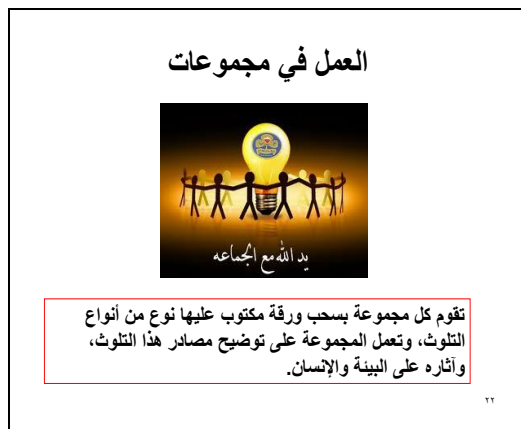 العمل في مجموعات
يد الله مع الجماعه
تقوم كل مجموعة بسحب ورقة مكتوب عليها نوع من أنواع
التلوث، وتعمل المجموعة على توضيح مصادر هذا التلوث،
وآثاره على البيئة والإنسان.
٢٢